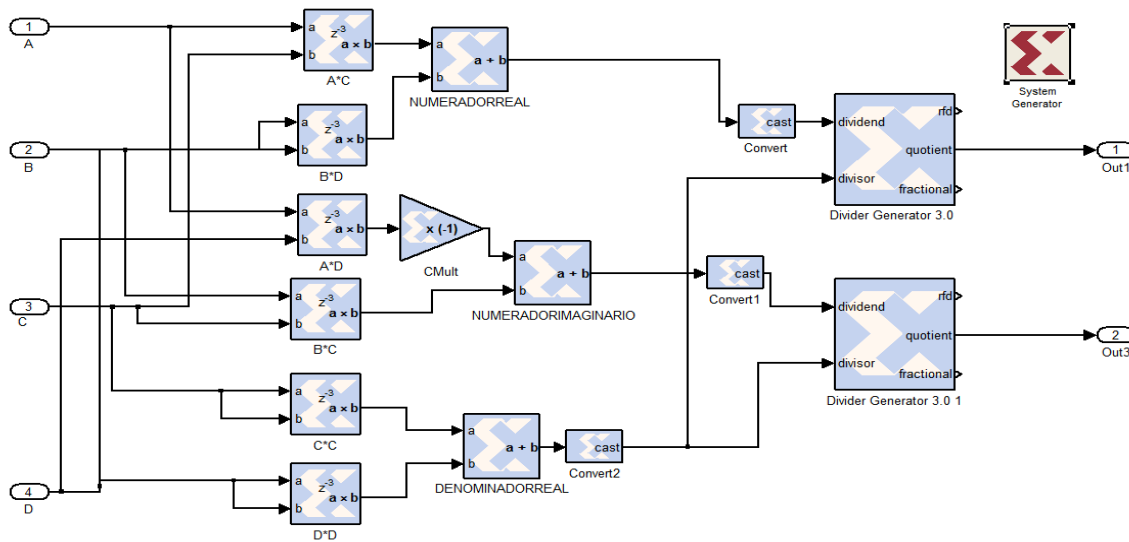 1
A
a
b
z-3
a × b
A*C
a
b
a + b
NUMERADORREAL
System
Generator
2
B
a
b
z-3
a × b
B*D
cast
Convert
dividend
divisor
rfd
quotient
fractional
Divider Generator 3.0
1
Out1
a
b
z-3
a × b
A*D
x (-1)
CMult
a
b
a + b
NUMERADORIMAGINARIO
cast
Convert1
3
C
a
b
z-3
a × b
B*C
dividend
divisor
rfd
quotient
fractional
Divider Generator 3.0 1
2
Out3
a
b
z-3
a × b
C*C
a
b
a + b
DENOMINADORREAL
cast
Convert2
4
D
a
b
z-3
a × b
D*D